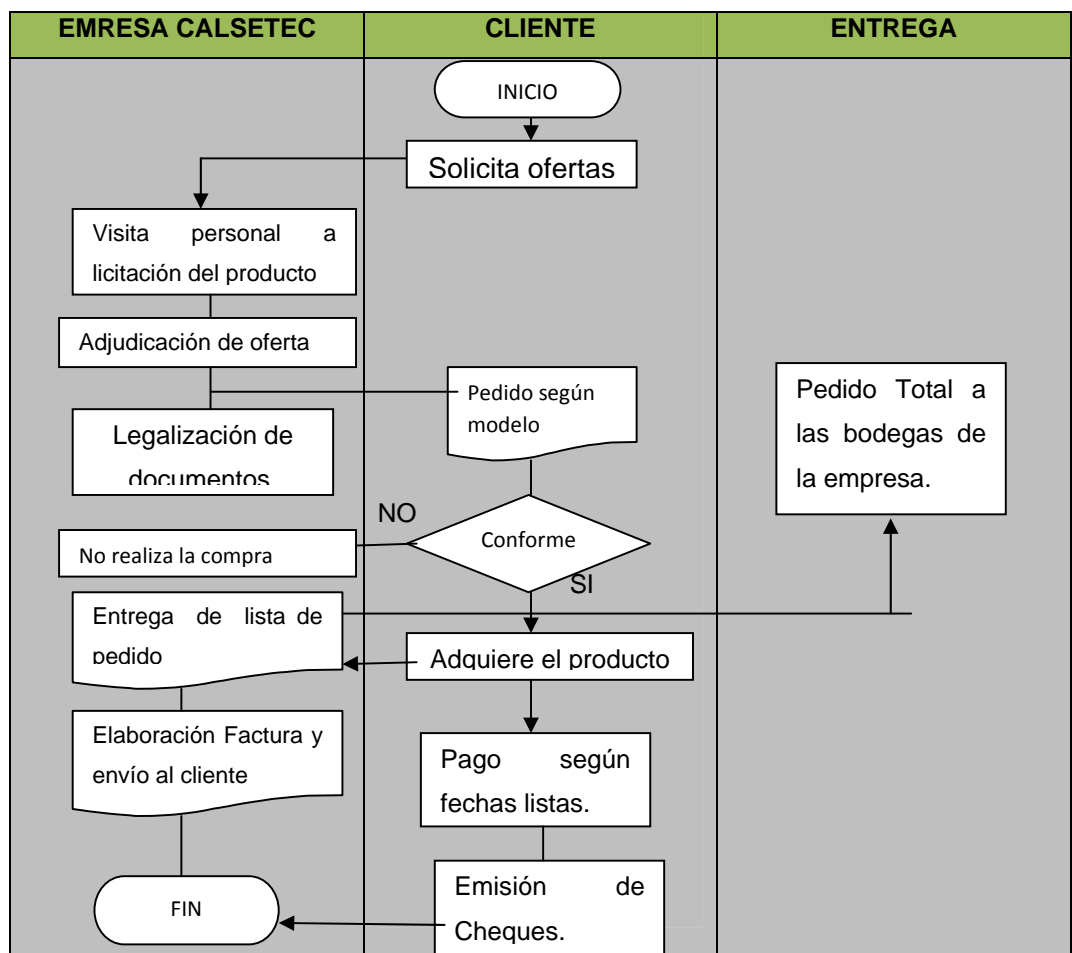 EMRESA CALSETEC
CLIENTE
ENTREGA
INICIO
Solicita ofertas
Visita personal a
licitación del producto
Adjudicación de oferta
Pedido según
modelo
Pedido Total a
las bodegas de
la empresa.
Legalización de
documentos
NO
Conforme
No realiza la compra
SI
Entrega de lista de
pedido
Adquiere el producto
Elaboración Factura y
envío al cliente
Pago según
fechas listas.
Emisión de
Cheques.
FIN